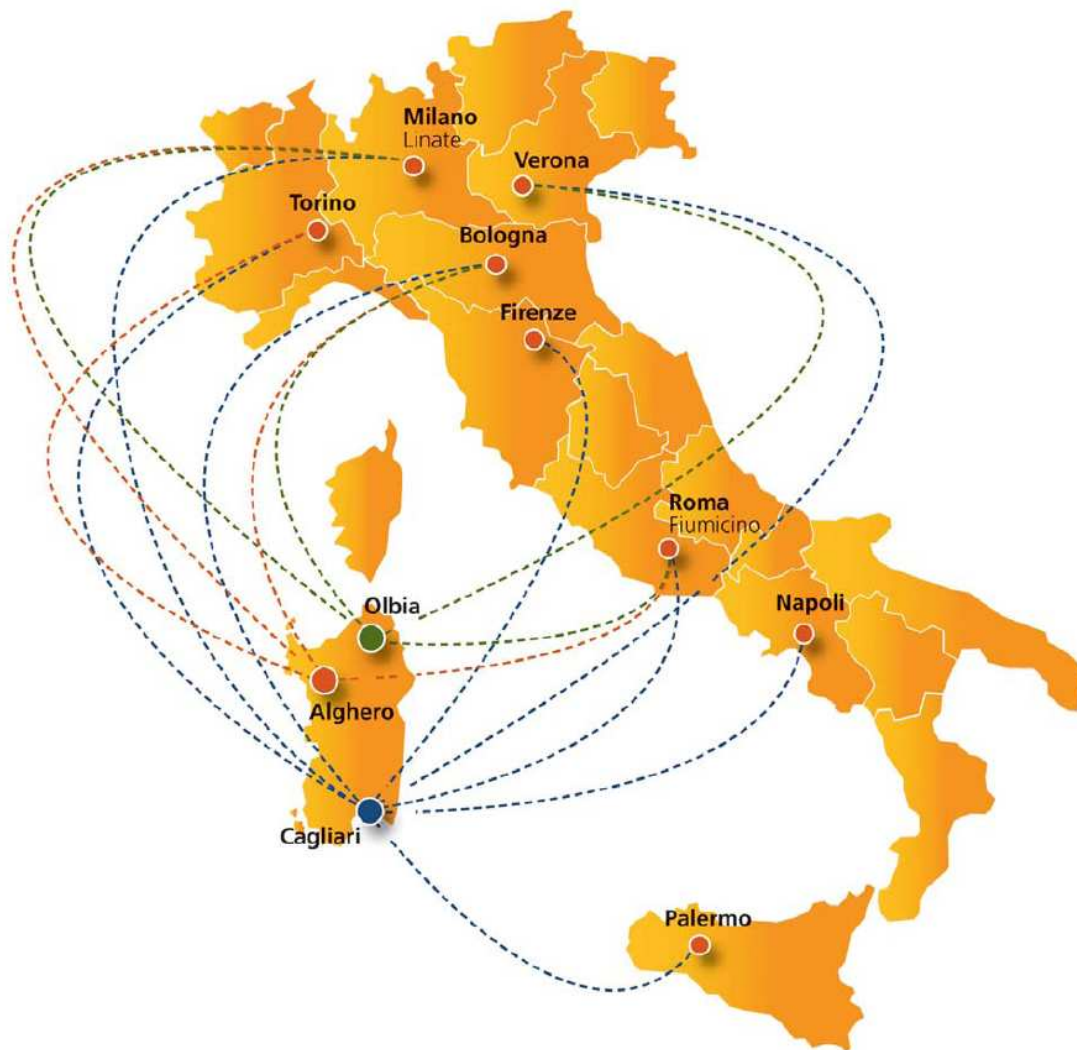 Milano
Linate
Verona
Torino
Bologna
Firenze
Roma
Fiumicino
Olbia
Napoli
Alghero
Cagliari
Palermo